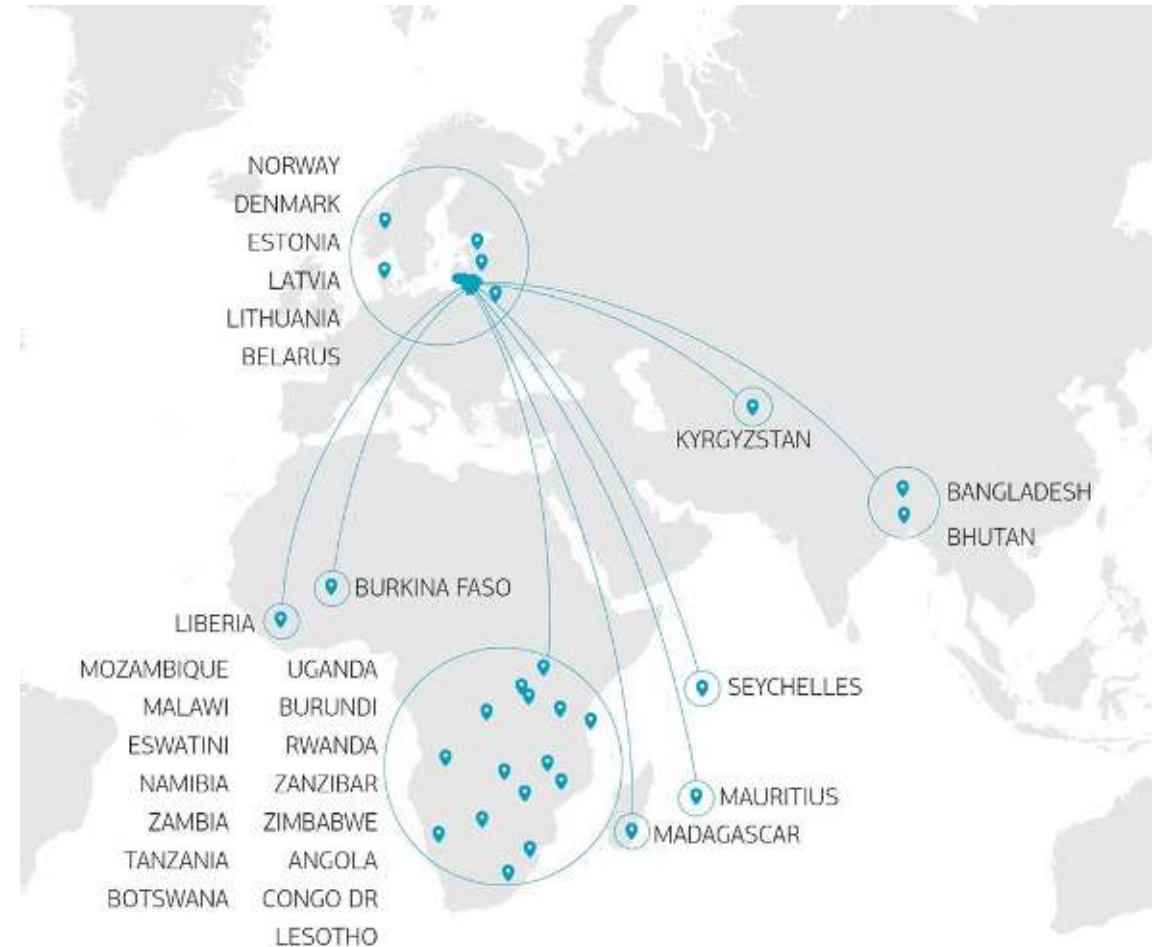 NORWAY
DENMARK
ESTONIA
LATVIA
LITHUANIA
BELARUS
KYRGYZSTAN
BANGLADESH
BHUTAN
BURKINA FASO
LIBERIA
MOZAMBIQUE UGANDA
MALAWI BURUNDI
ESWATINI RWANDA
NAMIBIA ZANZIBAR
ZAMBIA ZIMBABWE
TANZANIA ANGOLA
BOTSWANA CONGO DR
LESOTHO
SEYCHELLES
MAURITIUS
MADAGASCAR